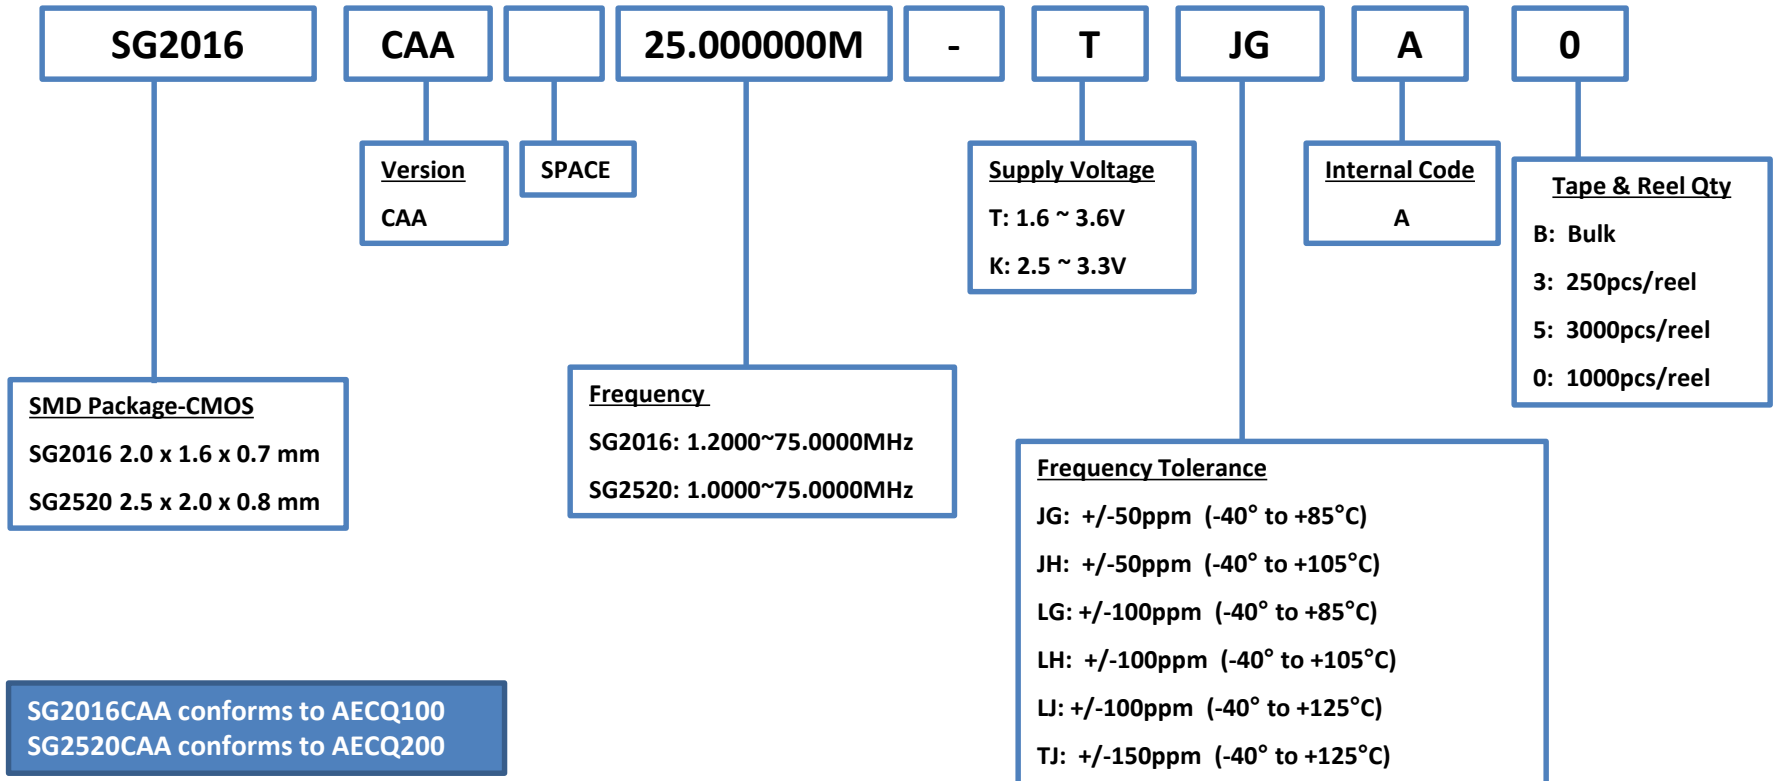 SG2016 CAA 25.000000M - T JG A 0
Version
CAA
SPACE
Supply Voltage
T: 1.6 ~ 3.6V
K: 2.5 ~ 3.3V
Internal Code
A
Tape & Reel Qty
B: Bulk
3: 250pcs/reel
5: 3000pcs/reel
0: 1000pcs/reel
SMD Package-CMOS
SG2016 2.0 x 1.6 x 0.7 mm
SG2520 2.5 x 2.0 x 0.8 mm
Frequency
SG2016: 1.2000~75.0000MHz
SG2520: 1.0000~75.0000MHz
Frequency Tolerance
JG: +/-50ppm (-40° to +85°C)
JH: +/-50ppm (-40° to +105°C)
LG: +/-100ppm (-40° to +85°C)
LH: +/-100ppm (-40° to +105°C)
LJ: +/-100ppm (-40° to +125°C)
TJ: +/-150ppm (-40° to +125°C)
SG2016CAA conforms to AECQ100
SG2520CAA conforms to AECQ200